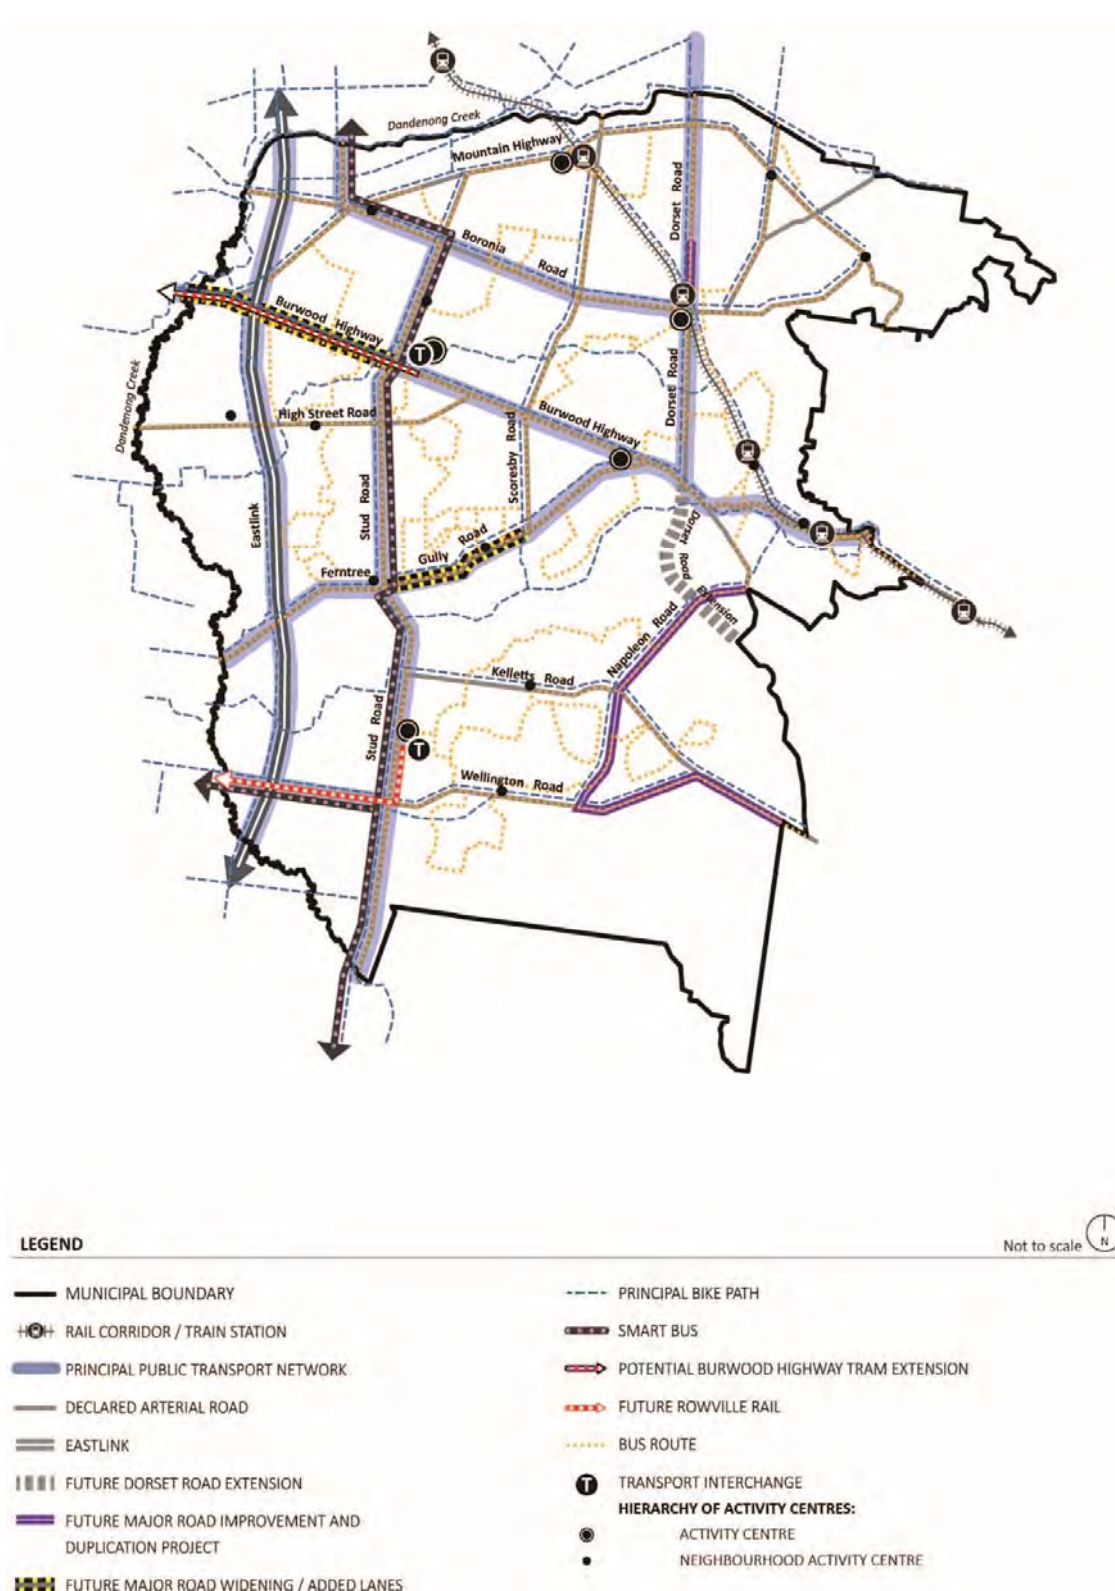 Dandenong Creek
Mountain Highway
Dorset Road
Boronia Road
Burwood Highway
Dandenong Creek
High Street Road
Dorset Road
Burwood Highway
Scoresby Road
Eastlink
Stud Road
Gully Road
Ferntree
Dorset Road Extension
Napoleon Road
Kelletts Road
Stud Road
T
T
Wellington Road
LEGEND
Not to scale
N
MUNICIPAL BOUNDARY
RAIL CORRIDOR / TRAIN STATION
PRINCIPAL PUBLIC TRANSPORT NETWORK
DECLARED ARTERIAL ROAD
EASTLINK
FUTURE DORSET ROAD EXTENSION
FUTURE MAJOR ROAD IMPROVEMENT AND
DUPLICATION PROJECT
FUTURE MAJOR ROAD WIDENING / ADDED LANES
PRINCIPAL BIKE PATH
SMART BUS
POTENTIAL BURWOOD HIGHWAY TRAM EXTENSION
FUTURE ROWVILLE RAIL
BUS ROUTE
T TRANSPORT INTERCHANGE
HIERARCHY OF ACTIVITY CENTRES:
ACTIVITY CENTRE
NEIGHBOURHOOD ACTIVITY CENTRE